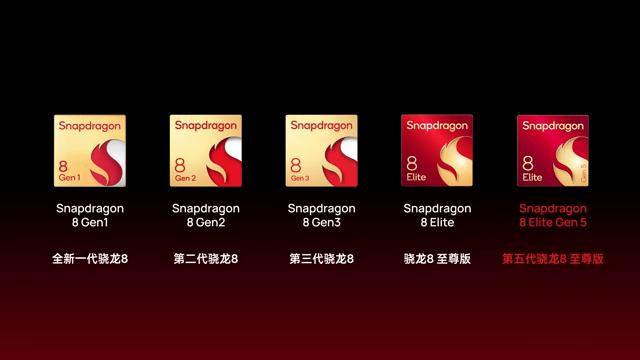 Snapdragon
8
Gen 1
Snapdragon
8 Gen1
全新一代骁龙8
Snapdragon
8
Gen 2
Snapdragon
8 Gen2
第二代骁龙8
Snapdragon
8
Gen 3
Snapdragon
8 Gen3
第三代骁龙8
Snapdragon
8
Elite
Snapdragon
8 Elite
骁龙8 至尊版
Snapdragon
8
Elite
Gen 5
Snapdragon
8 Elite Gen 5
第五代骁龙8 至尊版